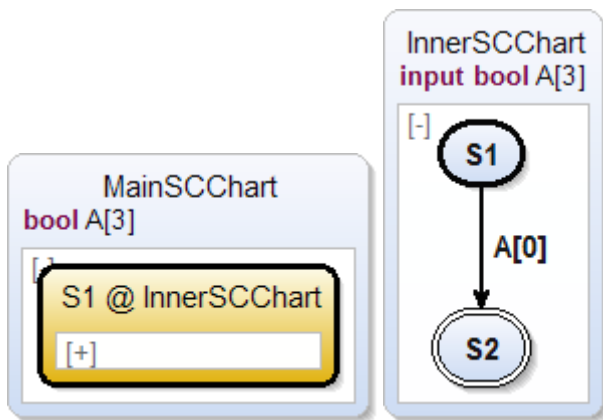 MainSCChart
bool A[3]
[-]
S1 @ InnerSCChart
[+]
InnerSCChart
input bool A[3]
[-]
S1
A[0]
S2